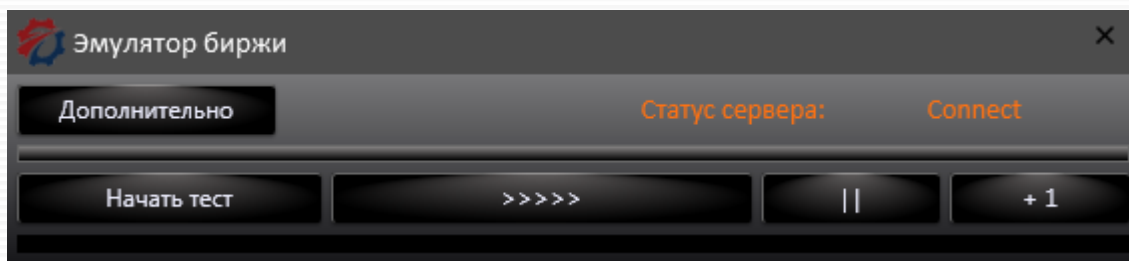 Эмулятор биржи
Дополнительно Статус сервера: Connect
Начать тест >>>>> || + 1